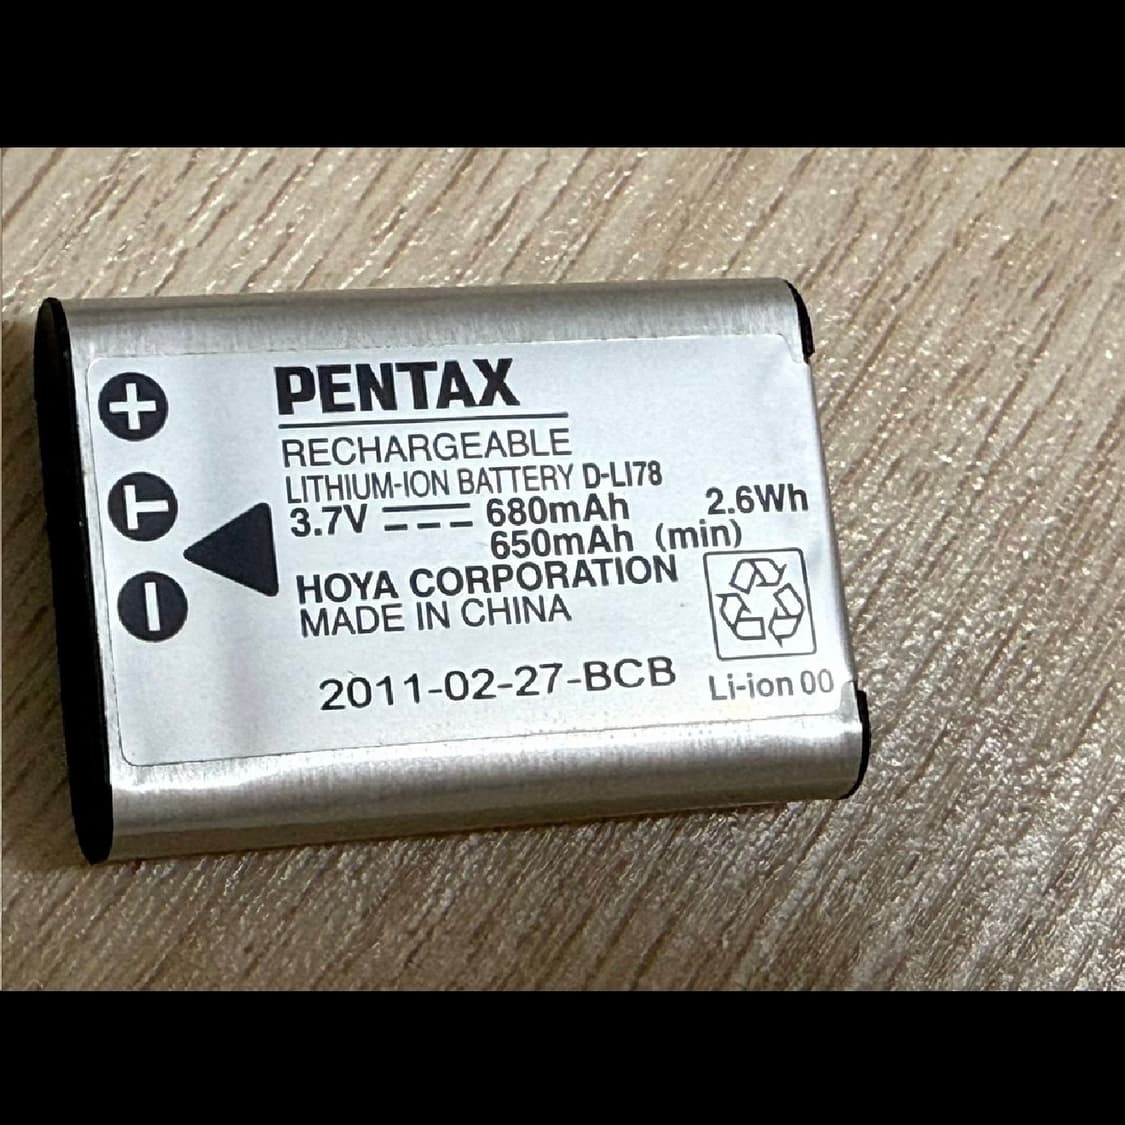 PENTAX
RECHARGEABLE
LITHIUM-ION BATTERY D-LI78
3.7V 680mAh 2.6Wh
650mAh (min)
HOYA CORPORATION
MADE IN CHINA
2011-02-27-BCB
Li-ion 00
+
T
-